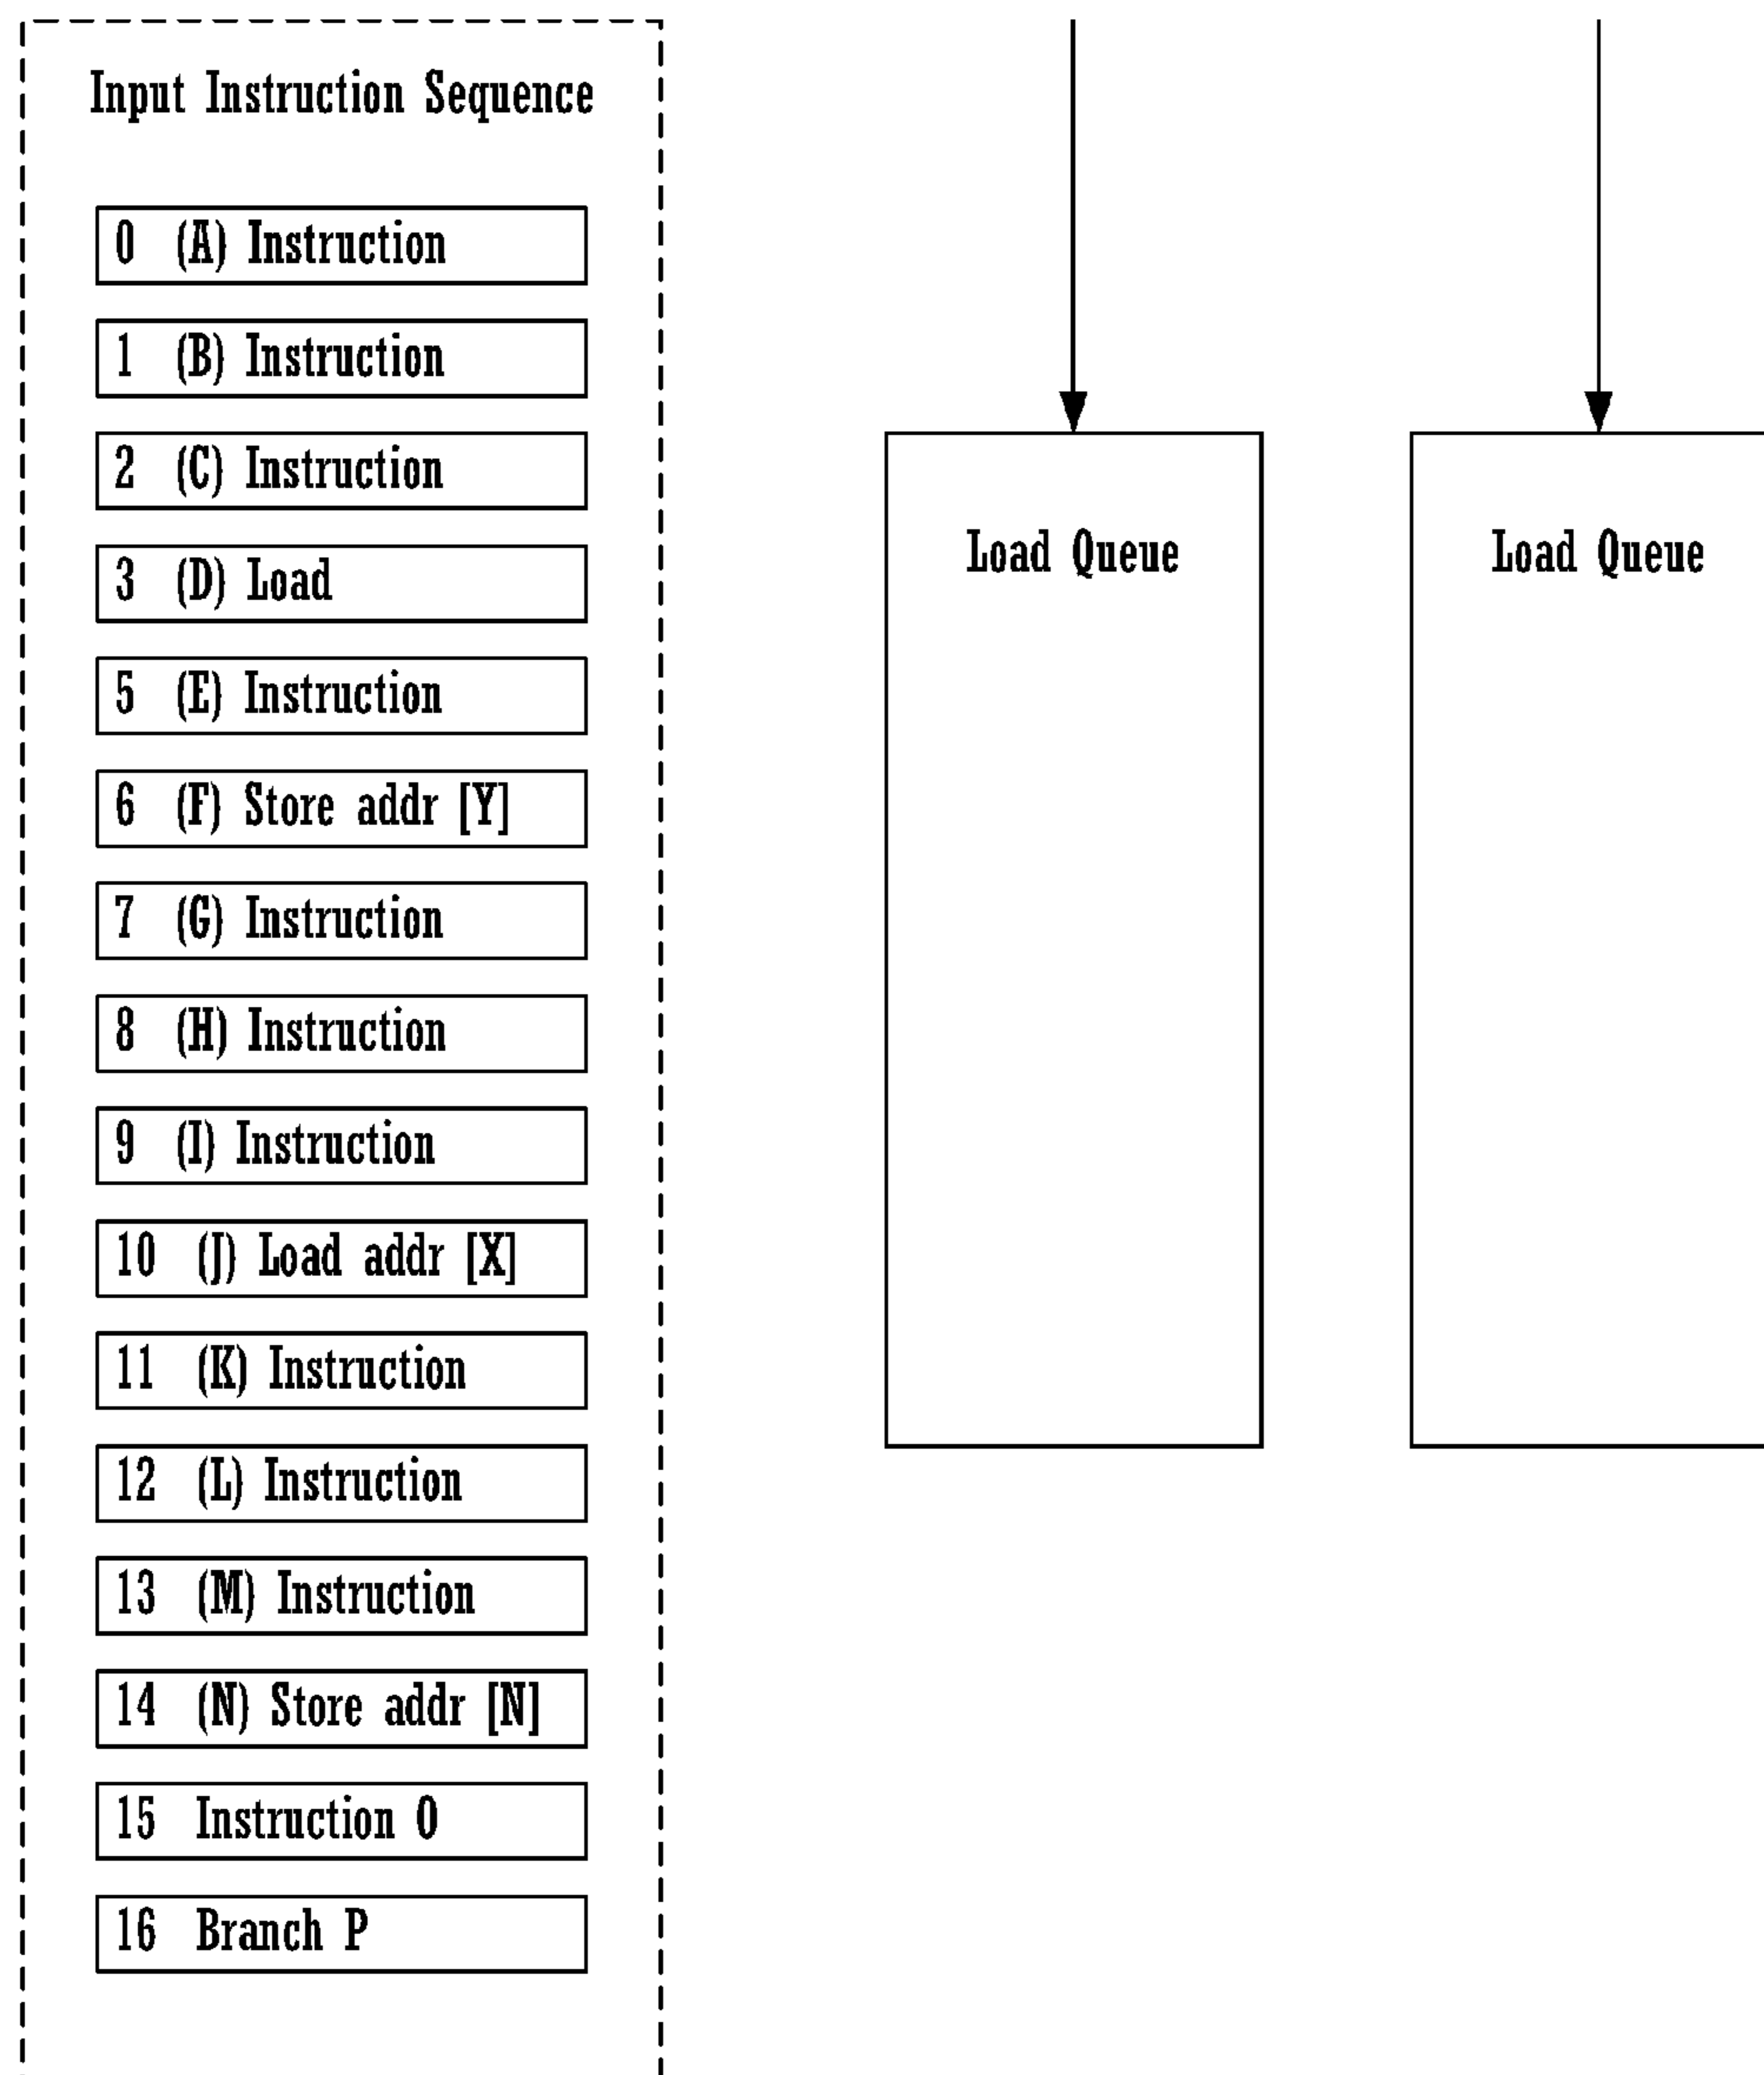 Input Instruction Sequence
0 (A) Instruction
1 (B) Instruction
2 (C) Instruction
3 (D) Load
5 (E) Instruction
6 (F) Store addr [Y]
7 (G) Instruction
8 (H) Instruction
9 (I) Instruction
10 (J) Load addr [X]
11 (K) Instruction
12 (L) Instruction
13 (M) Instruction
14 (N) Store addr [N]
15 Instruction O
16 Branch P
Load Queue
Load Queue